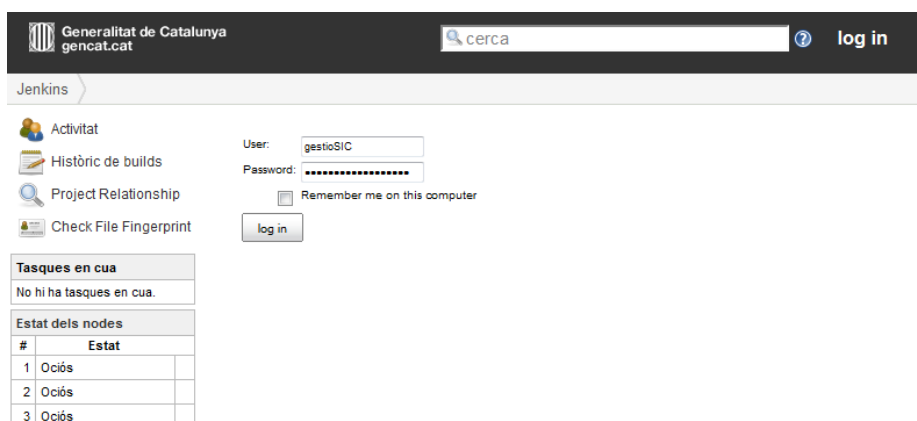 Generalitat de Catalunya
gencat.cat
cerca
log in
Jenkins
Activitat
Històric de builds
Project Relationship
Check File Fingerprint
User: gestioSIC
Password: ••••••••••••••••••
Remember me on this computer
log in
Tasques en cua
No hi ha tasques en cua.
Estat dels nodes
# Estat
1 Ociós
2 Ociós
3 Ociós